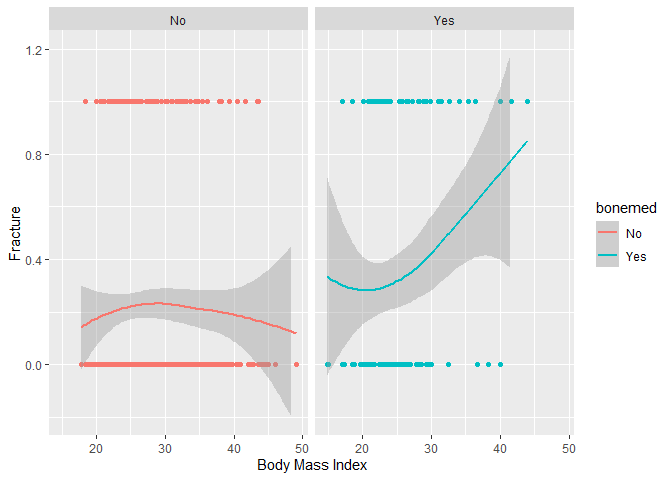 No Yes
1.2
0.8
0.4
0.0
Fracture
20 30 40 50 20 30 40 50
Body Mass Index
bonemed
No
Yes